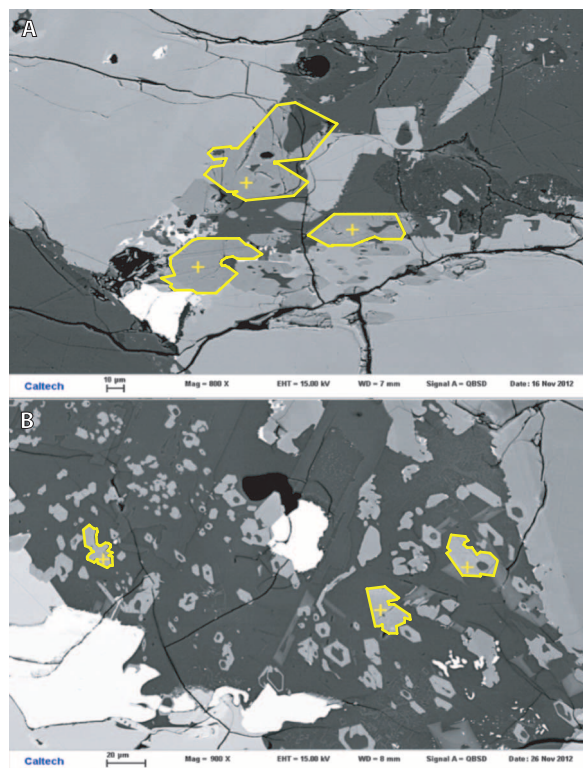 A
Caltech 10 µm Mag = 800 X EHT = 15.00 kV WD = 7 mm Signal A = QBSD Date: 16 Nov 2012
B
Caltech 20 µm Mag = 900 X EHT = 15.00 kV WD = 8 mm Signal A = QBSD Date: 26 Nov 2012